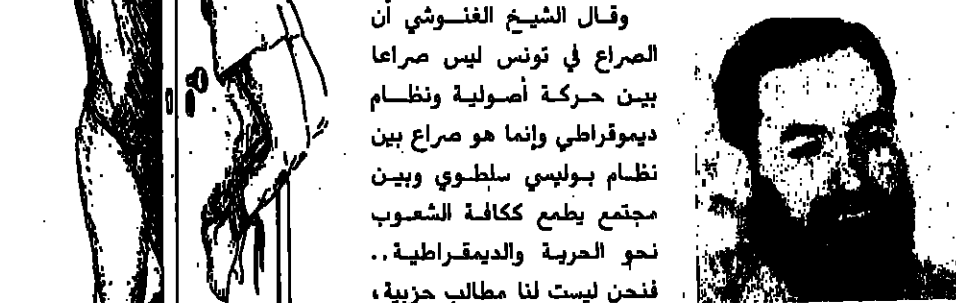 وقال الشيخ الغنوشي أن
الصراع في تونس ليس صراعا
بين حركة أصولية ونظام
ديموقراطي وإنما هو صراع بين
نظام بوليسي سلطوي وبين
مجتمع يطمع ككافة الشعوب
نحو الحرية والديمقراطية..
فنحن ليست لنا مطالب حزبية،